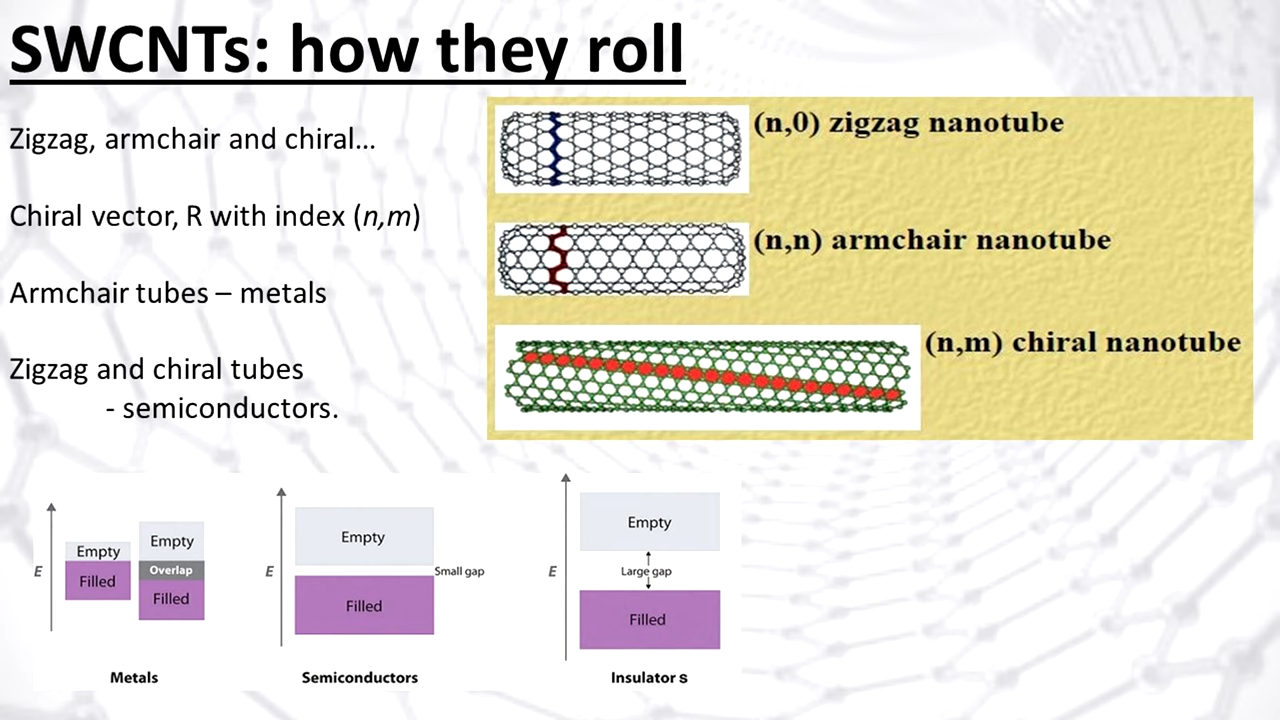 SWCNTs: how they roll
Zigzag, armchair and chiral...
Chiral vector, R with index (n,m)
Armchair tubes – metals
Zigzag and chiral tubes
- semiconductors.
(n,0) zigzag nanotube
(n,n) armchair nanotube
(n,m) chiral nanotube
E
Empty
Filled
Empty
Overlap
Filled
Metals
E
Empty
Small gap
Filled
Semiconductors
E
Empty
Large gap
Filled
Insulator s